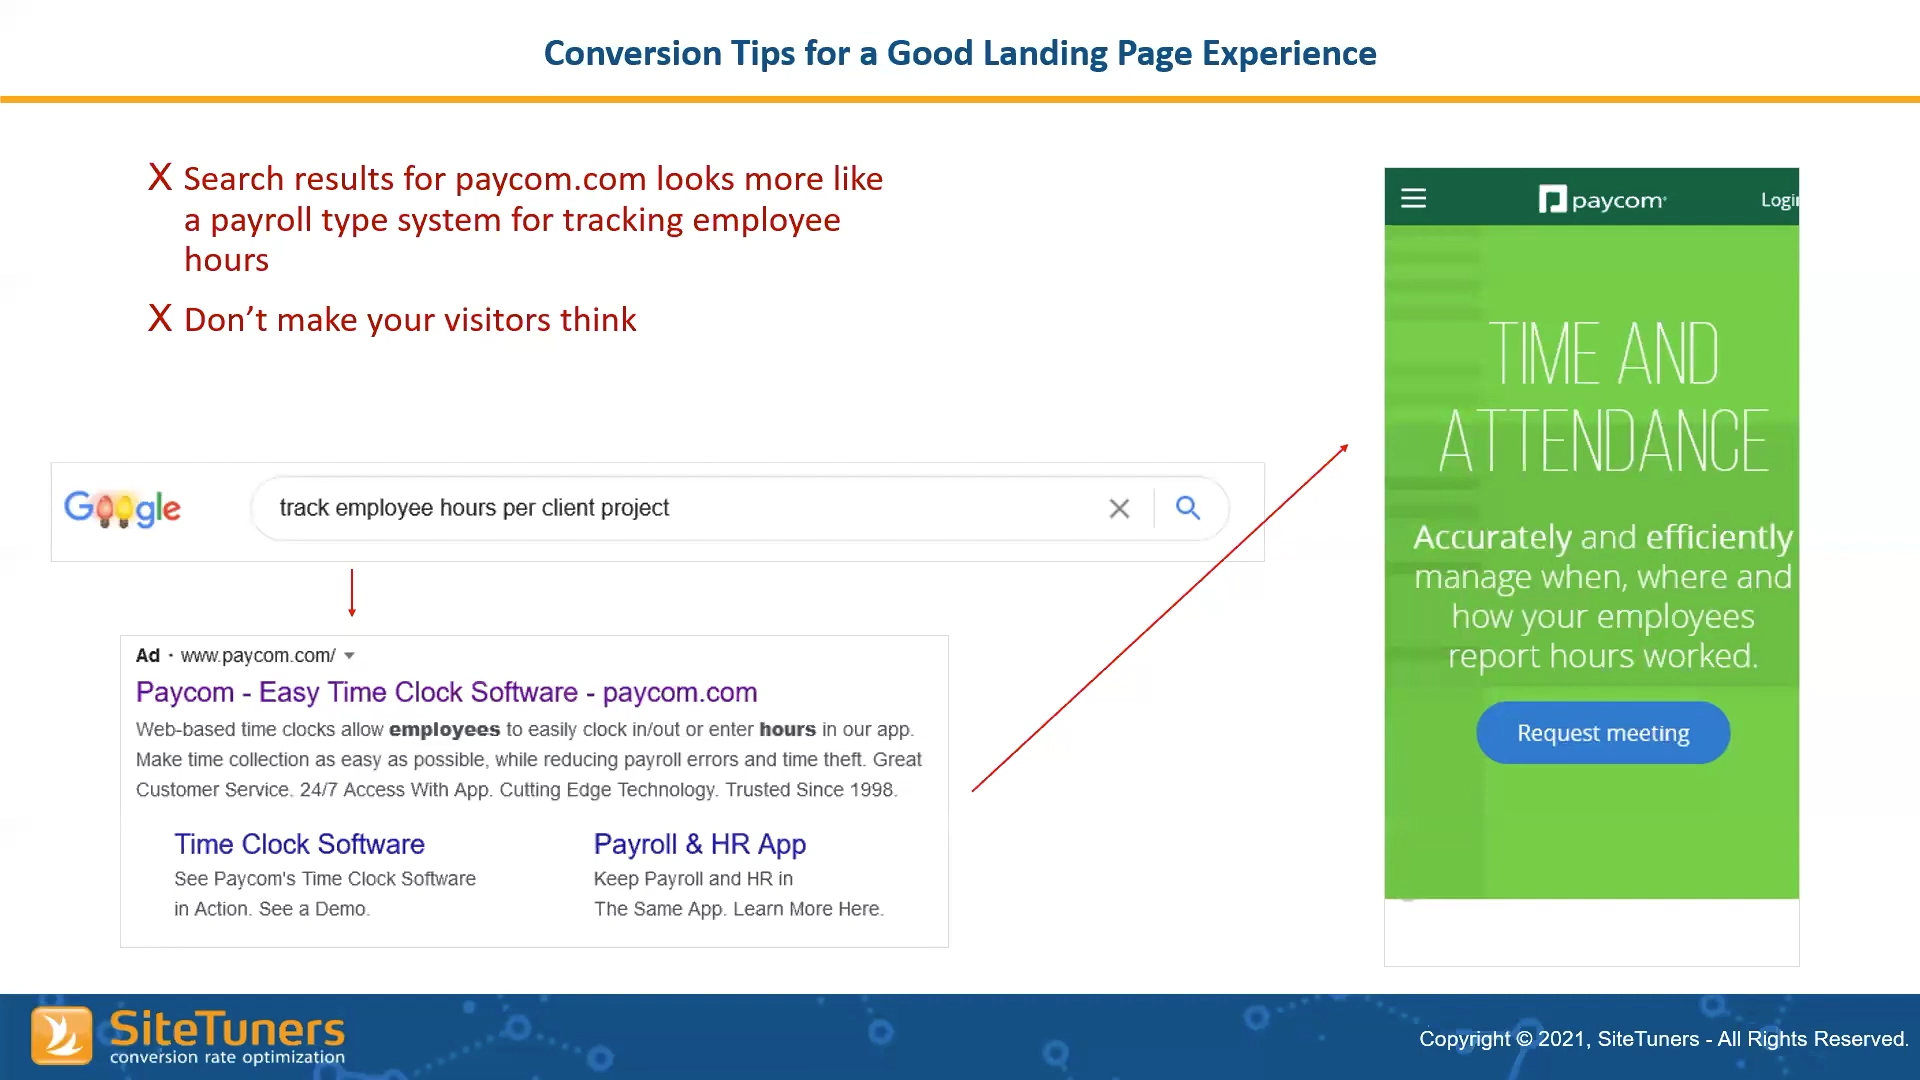 Conversion Tips for a Good Landing Page Experience
X Search results for paycom.com looks more like
a payroll type system for tracking employee
hours
X Don’t make your visitors think
Google
track employee hours per client project
Ad · www.paycom.com/
Paycom - Easy Time Clock Software - paycom.com
Web-based time clocks allow employees to easily clock in/out or enter hours in our app.
Make time collection as easy as possible, while reducing payroll errors and time theft. Great
Customer Service. 24/7 Access With App. Cutting Edge Technology. Trusted Since 1998.
Time Clock Software
See Paycom's Time Clock Software
in Action. See a Demo.
Payroll & HR App
Keep Payroll and HR in
The Same App. Learn More Here.
paycom
Login
TIME AND
ATTENDANCE
Accurately and efficiently
manage when, where and
how your employees
report hours worked.
Request meeting
SiteTuners
conversion rate optimization
Copyright © 2021, SiteTuners - All Rights Reserved.